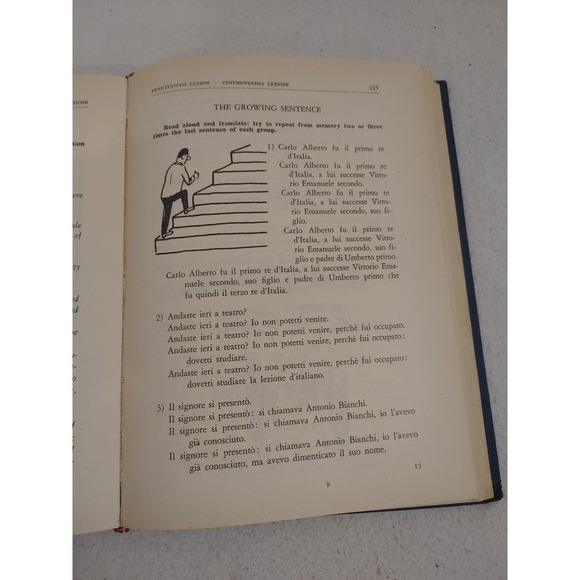 TWENTYNINTH LESSON - VENTINOVESIMA LEZIONE 225
THE GROWING SENTENCE
Read aloud and translate; try to repeat from memory two or three
times the last sentence of each group.
1) Carlo Alberto fu il primo re
d'Italia.
Carlo Alberto fu il primo re
d'Italia, a lui successe Vitto-
rio Emanuele secondo.
Carlo Alberto fu il primo re
d'Italia, a lui successe Vittorio
Emanuele secondo, suo fi-
glio.
Carlo Alberto fu il primo re
d'Italia, a lui successe Vitto-
rio Emanuele secondo, suo fi-
glio e padre di Umberto primo.
Carlo Alberto fu il primo re d'Italia, a lui successe Vittorio Ema-
nuele secondo, suo figlio e padre di Umberto primo che
fu quindi il terzo re d'Italia.
2) Andaste ieri a teatro?
Andaste ieri a teatro? Io non potetti venire.
Andaste ieri a teatro? Io non potetti venire, perchè fui occupato.
Andaste ieri a teatro? Io non potetti venire, perchè fui occupato:
dovetti studiare.
Andaste ieri a teatro? Io non potetti venire, perchè fui occupato:
dovetti studiare la lezione d'italiano.
3) Il signore si presentò.
Il signore si presentò: si chiamava Antonio Bianchi.
Il signore si presentò: si chiamava Antonio Bianchi, io l'avevo
già conosciuto.
Il signore si presentò: si chiamava Antonio Bianchi, io l'avevo
già conosciuto, ma avevo dimenticato il suo nome.
15